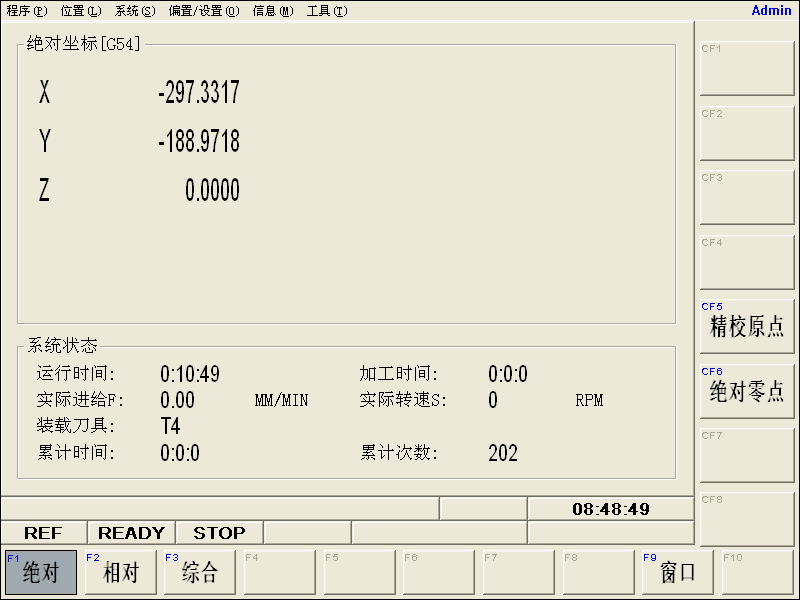 程序(P) 位置(L) 系统(S) 偏置/设置(O) 信息(M) 工具(T) Admin
绝对坐标[G54]
X -297.3317
Y -188.9718
Z 0.0000
系统状态
运行时间: 0:10:49 加工时间: 0:0:0
实际进给F: 0.00 MM/MIN 实际转速S: 0 RPM
装载刀具: T4
累计时间: 0:0:0 累计次数: 202
08:48:49
REF READY STOP
CF1
CF2
CF3
CF4
CF5
精校原点
CF6
绝对零点
CF7
CF8
F1 绝对 F2 相对 F3 综合 F4 F5 F6 F7 F8 F9 窗口 F10